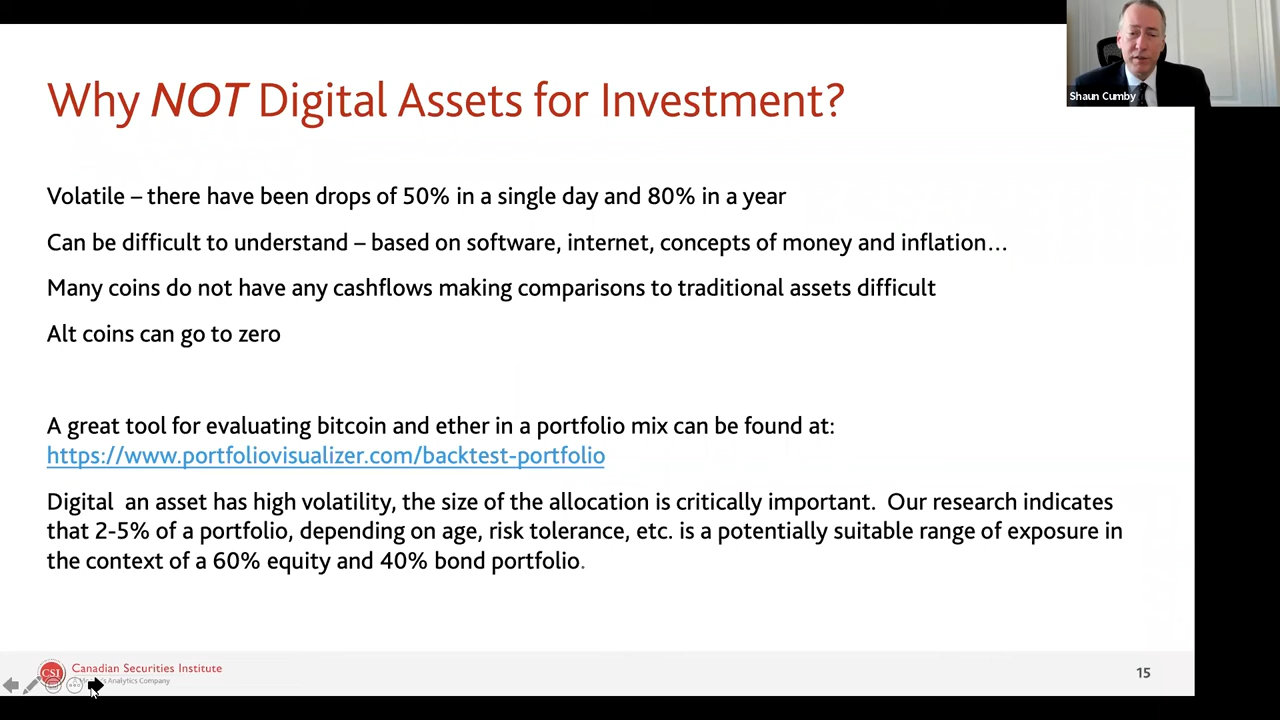 Why NOT Digital Assets for Investment?
Shaun Cumby
Volatile – there have been drops of 50% in a single day and 80% in a year
Can be difficult to understand – based on software, internet, concepts of money and inflation…
Many coins do not have any cashflows making comparisons to traditional assets difficult
Alt coins can go to zero
A great tool for evaluating bitcoin and ether in a portfolio mix can be found at:
https://www.portfoliovisualizer.com/backtest-portfolio
Digital  an asset has high volatility, the size of the allocation is critically important.  Our research indicates
that 2-5% of a portfolio, depending on age, risk tolerance, etc. is a potentially suitable range of exposure in
the context of a 60% equity and 40% bond portfolio.
CSI
Canadian Securities Institute
Analytics Company
15